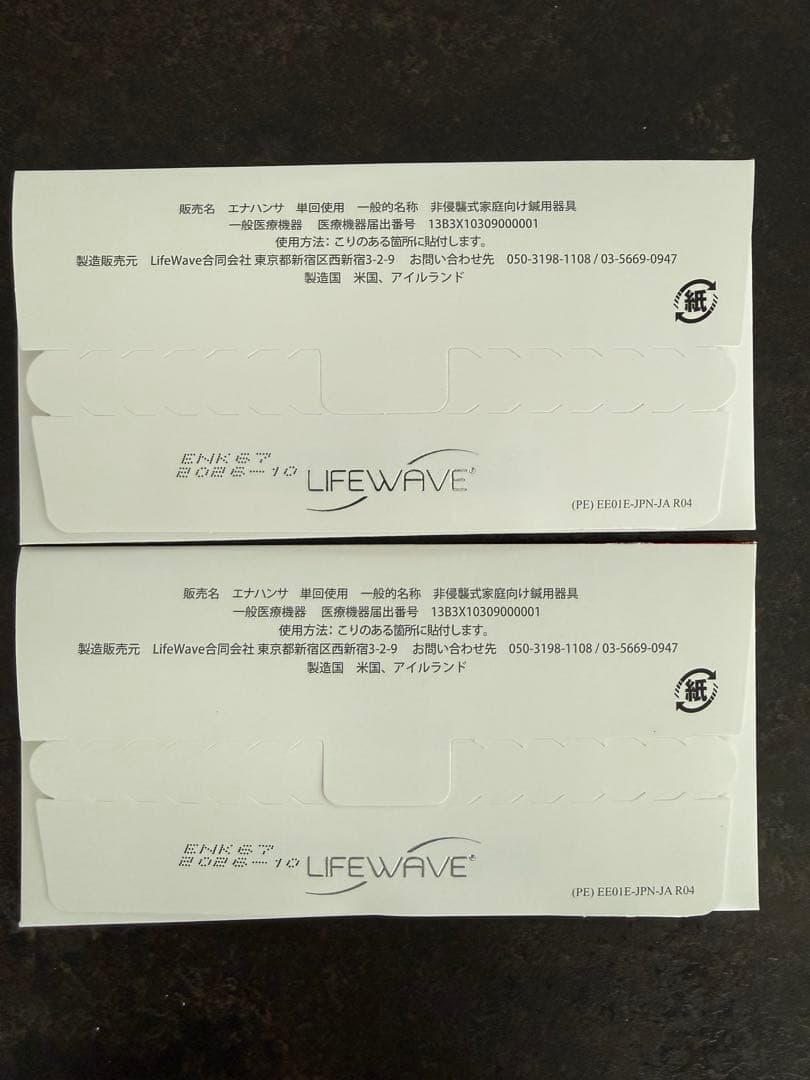 販売名　エナハンサ　単回使用　一般的名称　非侵襲式家庭向け鍼用器具
一般医療機器　医療機器届出番号　13B3X10309000001
使用方法：こりのある箇所に貼付します。
製造販売元　LifeWave合同会社 東京都新宿区西新宿3-2-9　お問い合わせ先　050-3198-1108 / 03-5669-0947
製造国　米国、アイルランド
紙
ENK67
2026-10
LIFEWAVE
(PE) EE01E-JPN-JA R04
販売名　エナハンサ　単回使用　一般的名称　非侵襲式家庭向け鍼用器具
一般医療機器　医療機器届出番号　13B3X10309000001
使用方法：こりのある箇所に貼付します。
製造販売元　LifeWave合同会社 東京都新宿区西新宿3-2-9　お問い合わせ先　050-3198-1108 / 03-5669-0947
製造国　米国、アイルランド
紙
ENK67
2026-10
LIFEWAVE
(PE) EE01E-JPN-JA R04